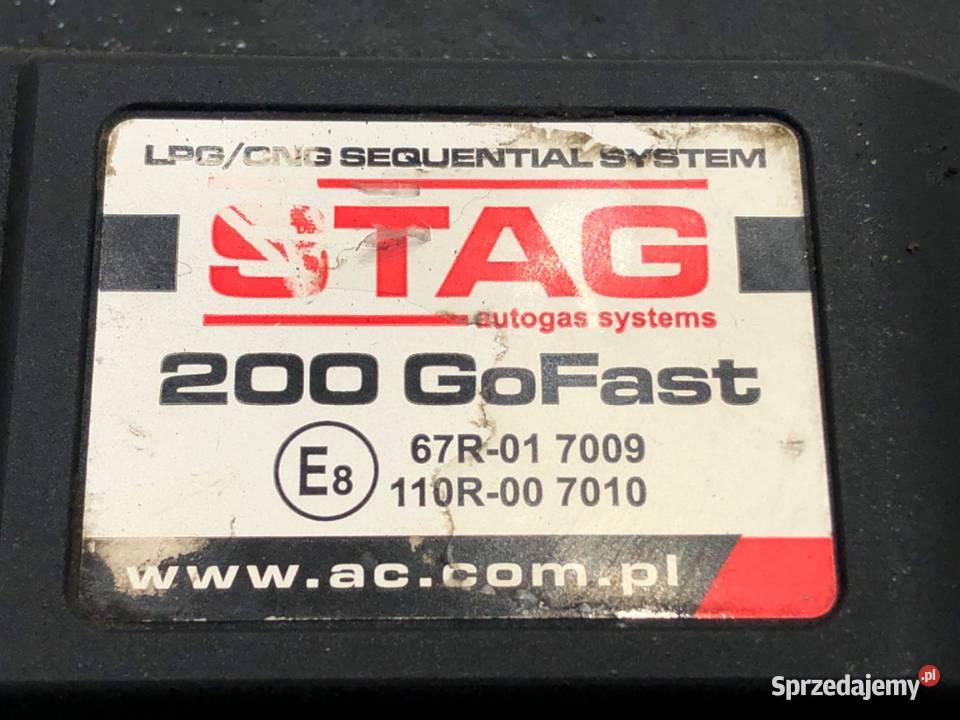 LPG/CNG SEQUENTIAL SYSTEM
STAG
autogas systems
200 GoFast
E8
67R-01 7009
110R-00 7010
www.ac.com.pl
Sprzedajemy.pl